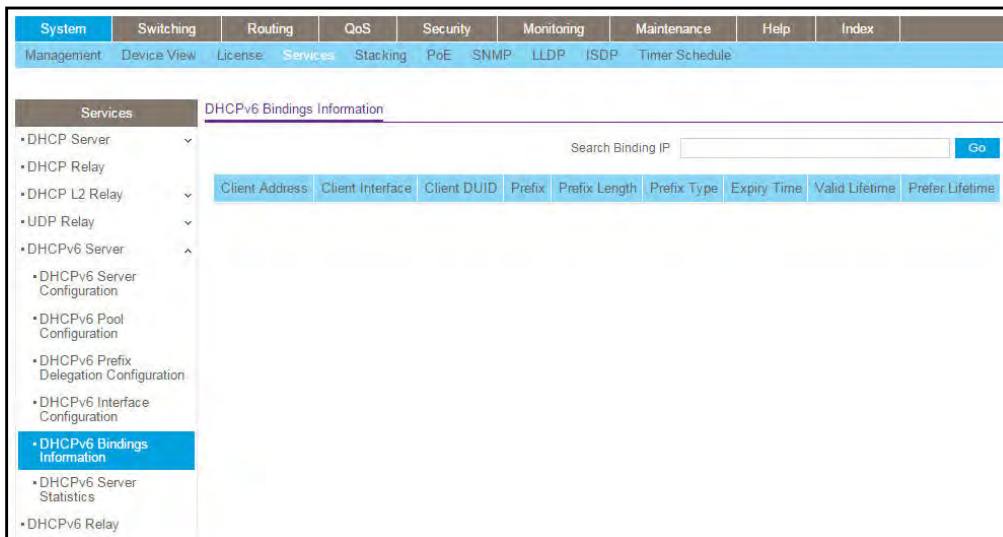 System Switching Routing QoS Security Monitoring Maintenance Help Index
Management Device View License Services Stacking PoE SNMP LLDP ISDP Timer Schedule
Services
DHCPv6 Bindings Information
• DHCP Server
Search Binding IP Go
• DHCP Relay
• DHCP L2 Relay
Client Address Client Interface Client DUID Prefix Prefix Length Prefix Type Expiry Time Valid Lifetime Prefer Lifetime
• UDP Relay
• DHCPv6 Server
• DHCPv6 Server
Configuration
• DHCPv6 Pool
Configuration
• DHCPv6 Prefix
Delegation Configuration
• DHCPv6 Interface
Configuration
• DHCPv6 Bindings
Information
• DHCPv6 Server
Statistics
• DHCPv6 Relay